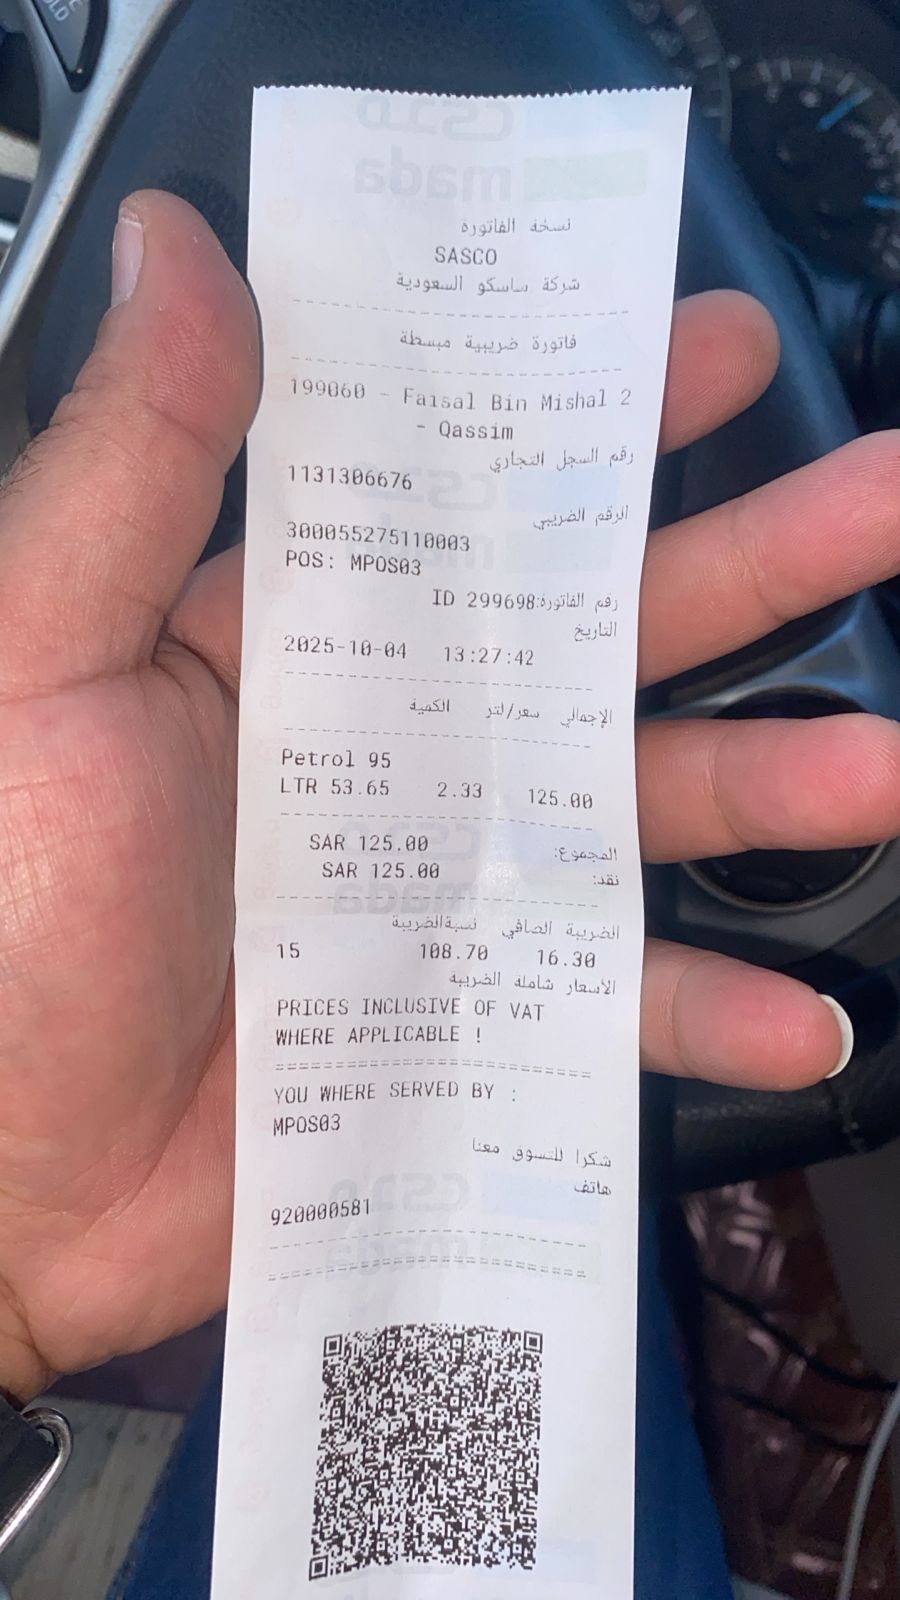 نسخة الفاتورة
SASCO
شركة ساسكو السعودية
فاتورة ضريبية مبسطة
199060 - Faisal Bin Mishal 2
- Qassim
رقم السجل التجاري
1131306676
الرقم الضريبي
300055275110003
POS: MPOS03
رقم الفاتورة: ID 299698
التاريخ
2025-10-04 13:27:42
الإجمالي سعر/لتر الكمية
Petrol 95
LTR 53.65 2.33 125.00
المجموع: SAR 125.00
نقد: SAR 125.00
الضريبة الصافي نسبةالضريبة
15 108.70 16.30
الأسعار شاملة الضريبة
PRICES INCLUSIVE OF VAT
WHERE APPLICABLE !
YOU WHERE SERVED BY :
MPOS03
شكرا للتسوق معنا
هاتف
920000581